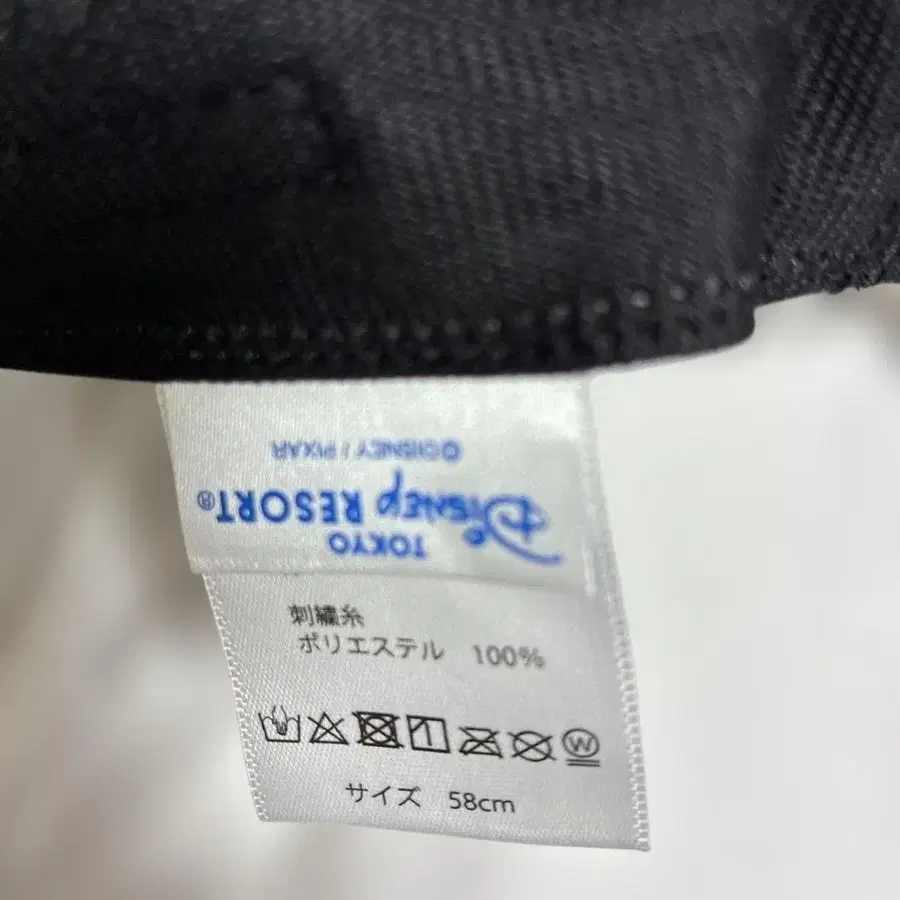 ©DISNEY / PIXAR
TOKYO
DISNEY RESORT®
刺繍糸
ポリエステル 100%
W
サイズ 58cm